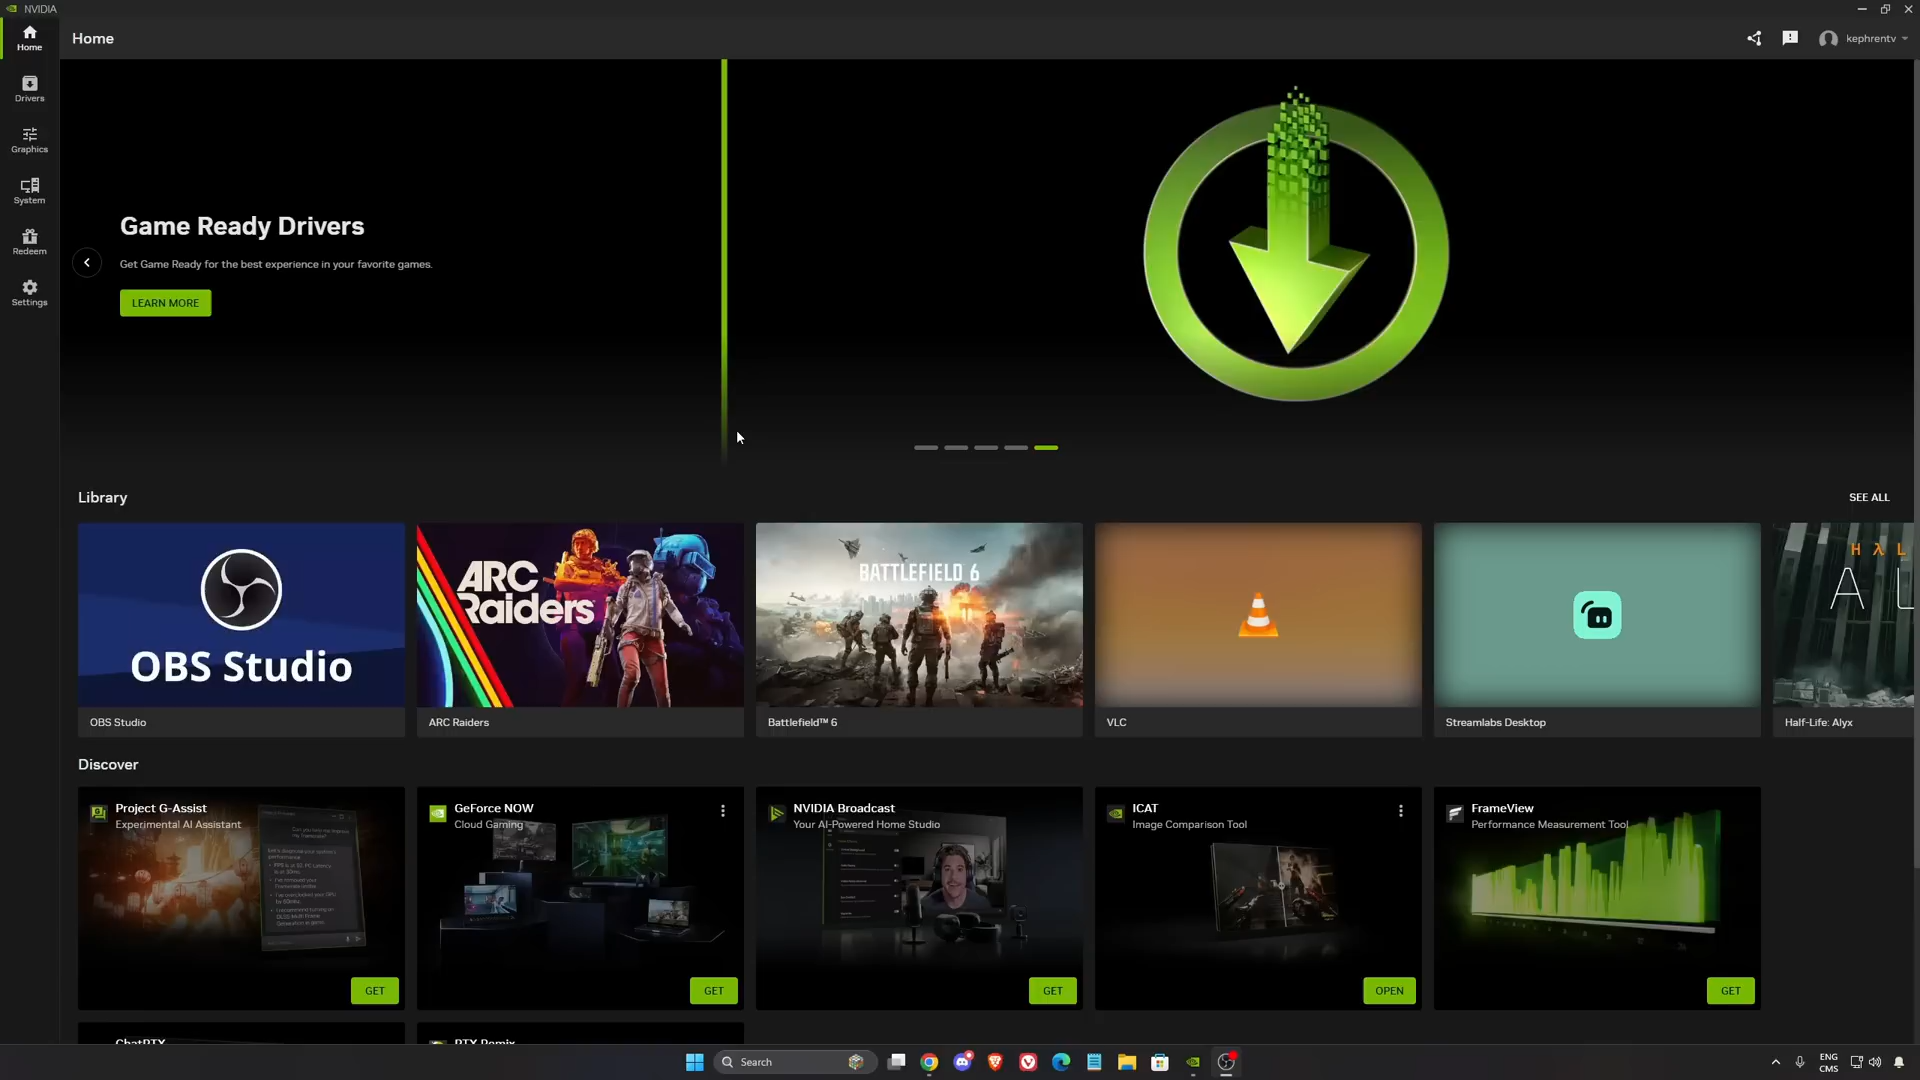 NVIDIA
Home
Home
kephrentv
Drivers
Graphics
System
Redeem
Settings
Game Ready Drivers
Get Game Ready for the best experience in your favorite games.
LEARN MORE
Library
SEE ALL
OBS Studio
ARC
Raiders
BATTLEFIELD 6
H λ L
A L
OBS Studio
ARC Raiders
Battlefield™ 6
VLC
Streamlabs Desktop
Half-Life: Alyx
Discover
Project G-Assist
Experimental AI Assistant
GET
GeForce NOW
Cloud Gaming
GET
NVIDIA Broadcast
Your AI-Powered Home Studio
GET
ICAT
Image Comparison Tool
OPEN
FrameView
Performance Measurement Tool
GET
ChatRTX
RTX Remix
Search
ENG
CMS